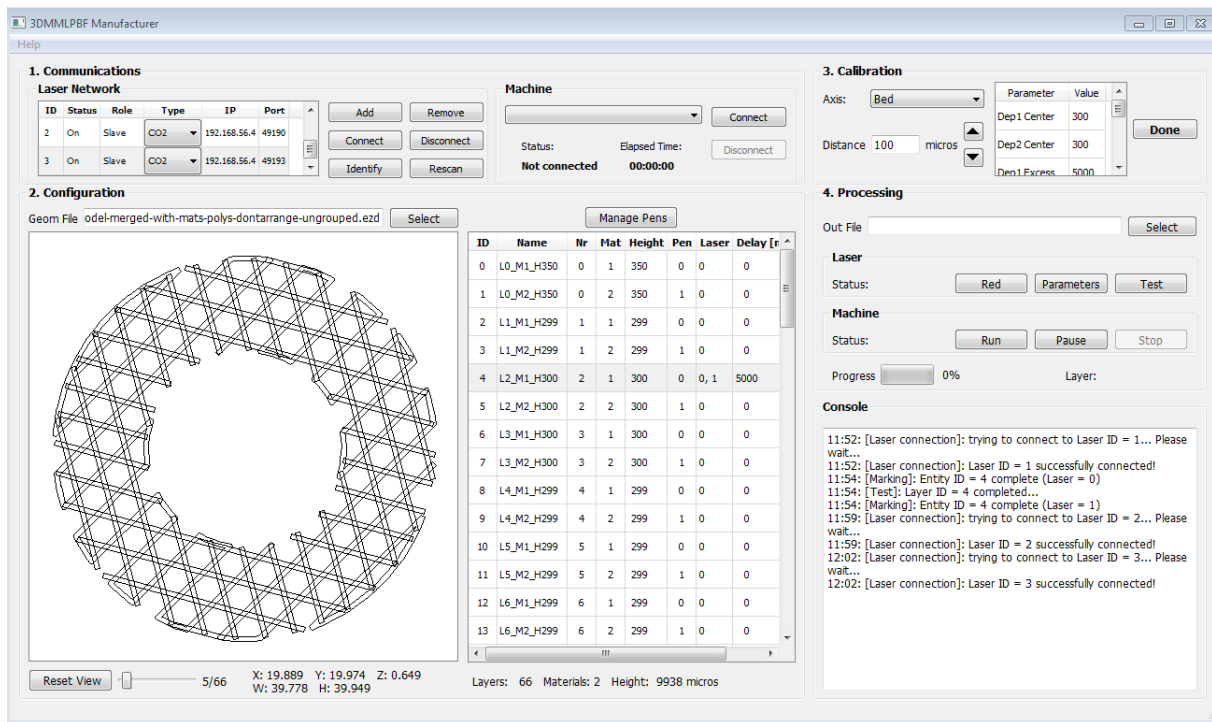 3DMMLPBF Manufacturer
Help
1. Communications
Laser Network
ID Status Role Type IP Port
2 On Slave CO2 192.168.56.4 49190
3 On Slave CO2 192.168.56.4 49193
Add Remove
Connect Disconnect
Identify Rescan
Machine
Connect
Status: Elapsed Time:
Not connected 00:00:00
Disconnect
2. Configuration
Geom File odel-merged-with-mats-polys-dontarrange-ungrouped.ezd Select
Reset View 5/66 X: 19.889 Y: 19.974 Z: 0.649
W: 39.778 H: 39.949
Manage Pens
ID Name Nr Mat Height Pen Laser Delay [n
0 L0_M1_H350 0 1 350 0 0 0
1 L0_M2_H350 0 2 350 1 0 0
2 L1_M1_H299 1 1 299 0 0 0
3 L1_M2_H299 1 2 299 1 0 0
4 L2_M1_H300 2 1 300 0 0, 1 5000
5 L2_M2_H300 2 2 300 1 0 0
6 L3_M1_H300 3 1 300 0 0 0
7 L3_M2_H300 3 2 300 1 0 0
8 L4_M1_H299 4 1 299 0 0 0
9 L4_M2_H299 4 2 299 1 0 0
10 L5_M1_H299 5 1 299 0 0 0
11 L5_M2_H299 5 2 299 1 0 0
12 L6_M1_H299 6 1 299 0 0 0
13 L6_M2_H299 6 2 299 1 0 0
Layers: 66 Materials: 2 Height: 9938 micros
3. Calibration
Axis: Bed
Distance 100 micros
Parameter Value
Dep1 Center 300
Dep2 Center 300
Dep1 Excess 5000
Done
4. Processing
Out File Select
Laser
Status: Red Parameters Test
Machine
Status: Run Pause Stop
Progress 0% Layer:
Console
11:52: [Laser connection]: trying to connect to Laser ID = 1... Please
wait...
11:52: [Laser connection]: Laser ID = 1 successfully connected!
11:54: [Marking]: Entity ID = 4 complete (Laser = 0)
11:54: [Test]: Layer ID = 4 completed...
11:54: [Marking]: Entity ID = 4 complete (Laser = 1)
11:59: [Laser connection]: trying to connect to Laser ID = 2... Please
wait...
11:59: [Laser connection]: Laser ID = 2 successfully connected!
12:02: [Laser connection]: trying to connect to Laser ID = 3... Please
wait...
12:02: [Laser connection]: Laser ID = 3 successfully connected!